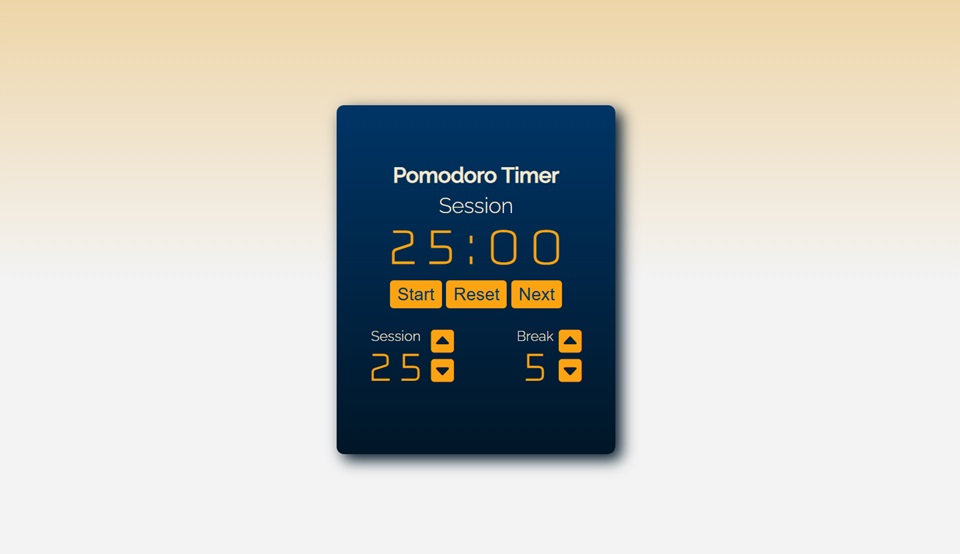 Pomodoro Timer
Session
25:00
Start Reset Next
Session Break
25 5